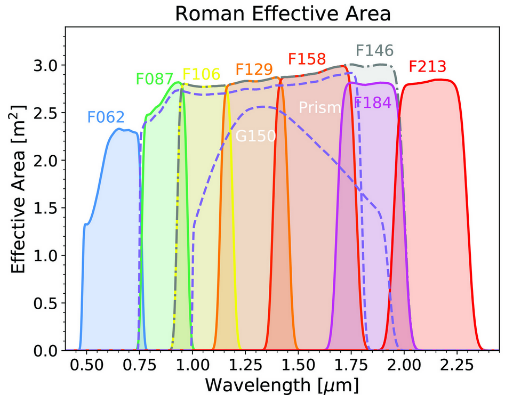 Roman Effective Area
F062
F087
F106
F129
F158
F146
F213
F184
Prism
G150
Effective Area [m²]
3.0
2.5
2.0
1.5
1.0
0.5
0.0
0.50 0.75 1.00 1.25 1.50 1.75 2.00 2.25
Wavelength [μm]